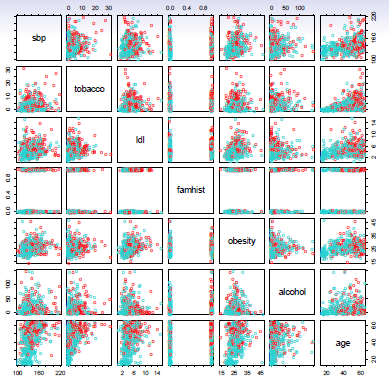 0 10 20 30
0.0 0.4 0.8
0 50 100
sbp
100 160 220
0 10 20 30
tobacco
ldl
2 6 10 14
0.0 0.4 0.8
famhist
obesity
15 25 35 45
0 50 100
alcohol
age
20 40 60
100 160 220
2 6 10 14
15 25 35 45
20 40 60